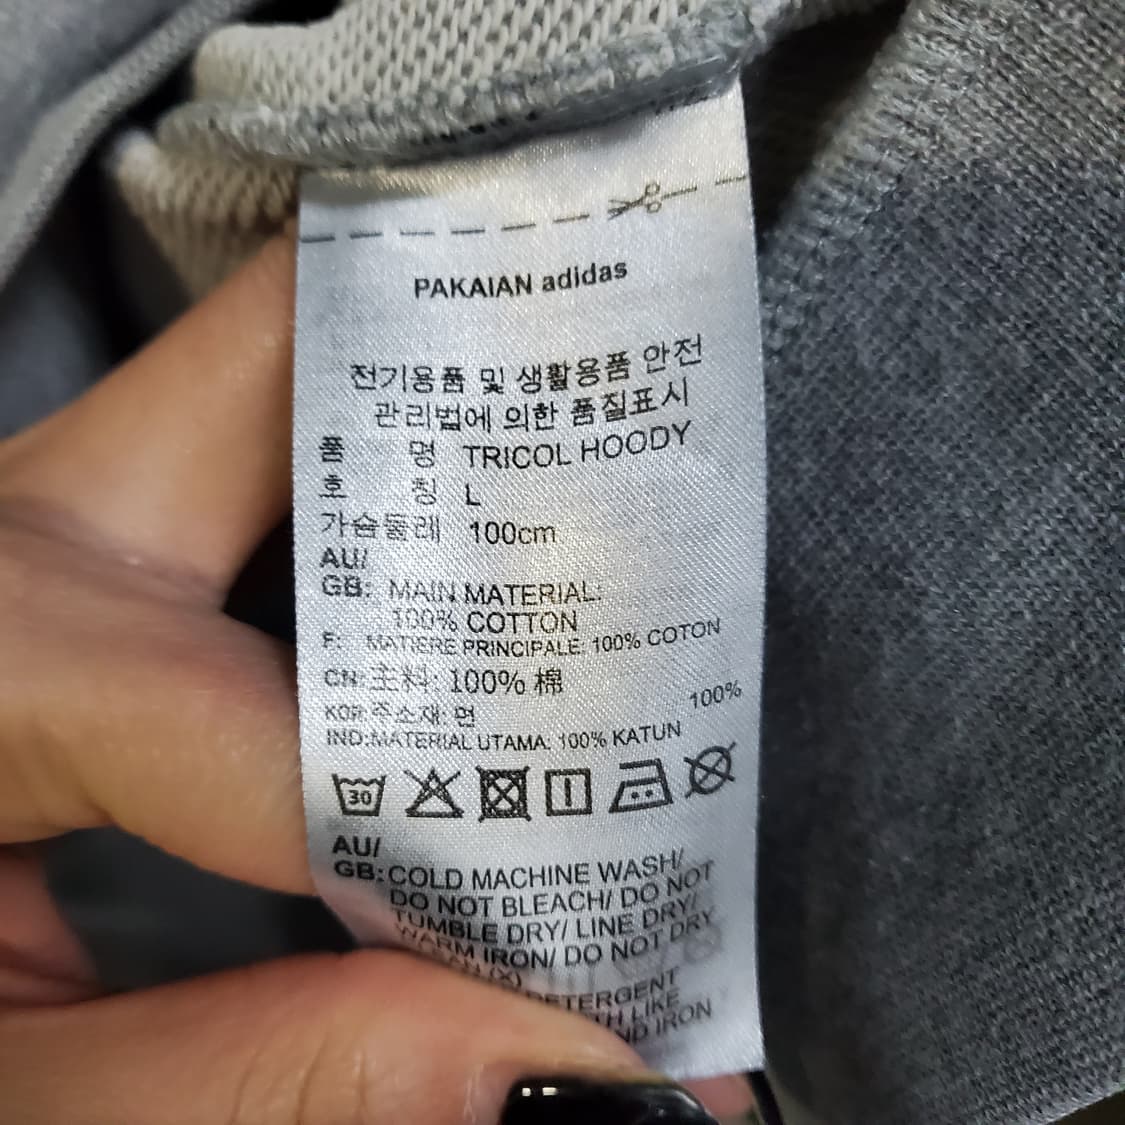 PAKAIAN adidas
전기용품 및 생활용품 안전
관리법에 의한 품질표시
품 명 TRICOL HOODY
호 칭 L
가슴둘레 100cm
AU/
GB: MAIN MATERIAL:
100% COTTON
F: MATIERE PRINCIPALE: 100% COTON
CN: 主料: 100% 棉
KOR: 주소재: 면 100%
IND:MATERIAL UTAMA: 100% KATUN
30
AU/
GB:COLD MACHINE WASH/
DO NOT BLEACH/ DO NOT
TUMBLE DRY/ LINE DRY/
WARM IRON/ DO NOT DRY
(X)
DETERGENT
LIKE
IRON